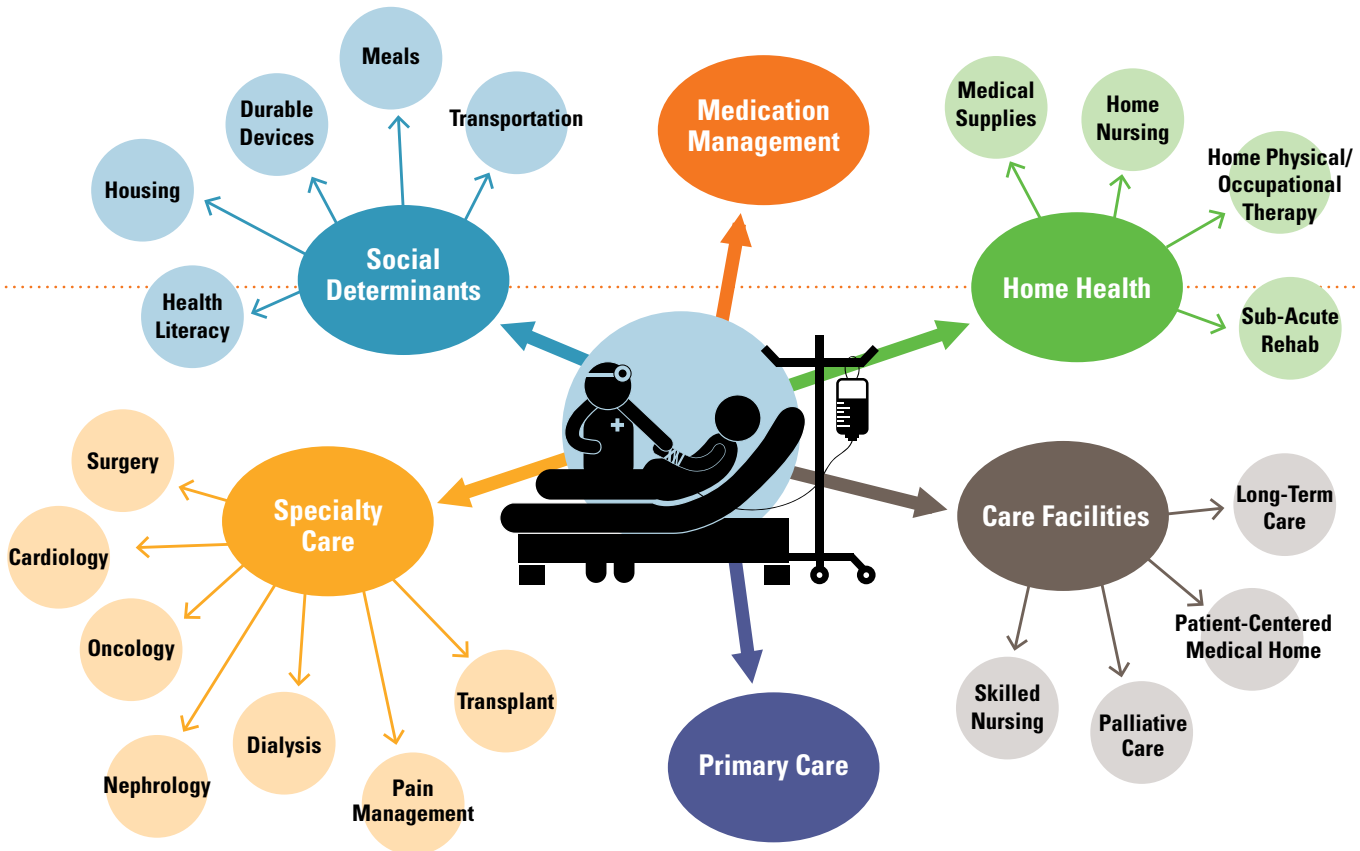 Meals
Durable
Devices
Transportation
Housing
Social
Determinants
Health
Literacy
Medication
Management
Medical
Supplies
Home
Nursing
Home Physical/
Occupational
Therapy
Home Health
Sub-Acute
Rehab
Surgery
Specialty
Care
Cardiology
Oncology
Nephrology
Dialysis
Pain
Management
Transplant
Primary Care
Care Facilities
Long-Term
Care
Patient-Centered
Medical Home
Skilled
Nursing
Palliative
Care